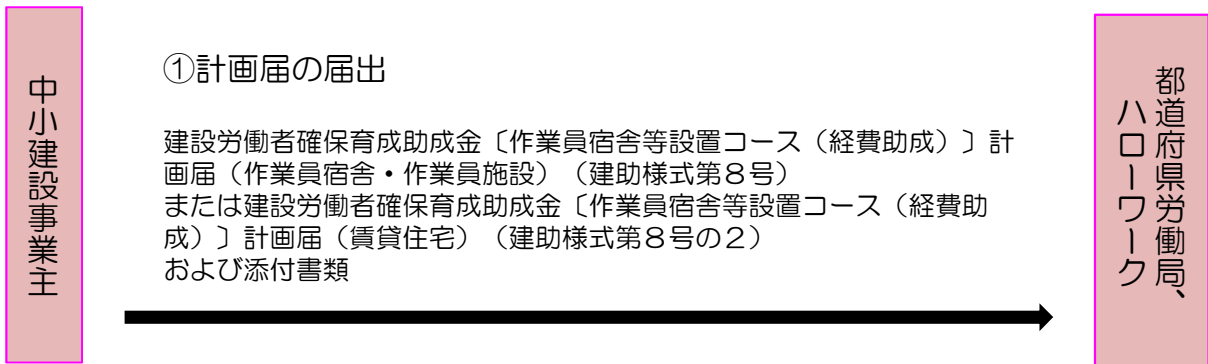 中小建設事業主
①計画届の届出
建設労働者確保育成助成金〔作業員宿舎等設置コース（経費助成）〕計
画届（作業員宿舎・作業員施設）（建助様式第８号）
または建設労働者確保育成助成金〔作業員宿舎等設置コース（経費助
成）〕計画届（賃貸住宅）（建助様式第８号の２）
および添付書類
都道府県労働局、
ハローワーク